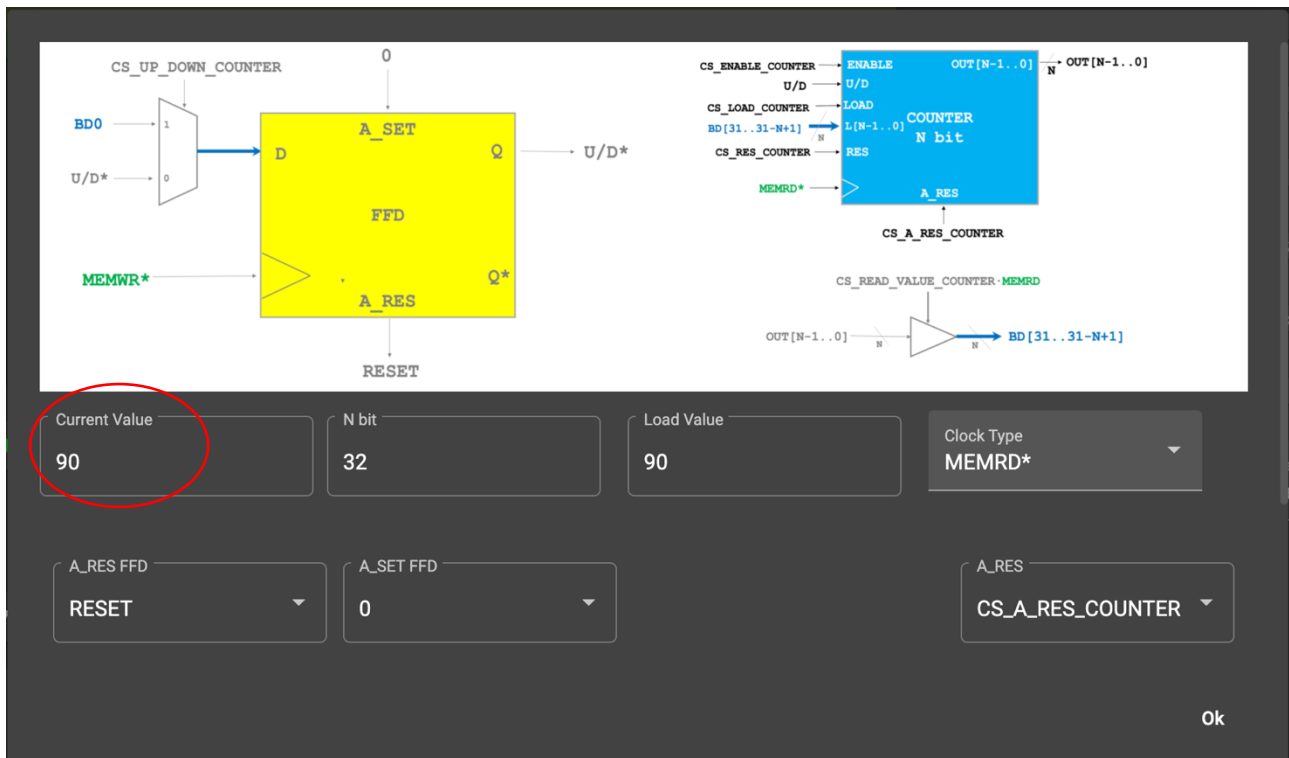 CS_UP_DOWN_COUNTER
0
BD0
1
U/D*
0
A_SET
D
Q
U/D*
FFD
MEMWR*
Q*
A_RES
RESET
CS_ENABLE_COUNTER
ENABLE
OUT[N-1..0]
N
OUT[N-1..0]
U/D
U/D
CS_LOAD_COUNTER
LOAD
COUNTER
BD[31..31-N+1]
N
L[N-1..0]
N bit
CS_RES_COUNTER
RES
MEMRD*
A_RES
CS_A_RES_COUNTER
CS_READ_VALUE_COUNTER·MEMRD
OUT[N-1..0]
N
N
BD[31..31-N+1]
Current Value
90
N bit
32
Load Value
90
Clock Type
MEMRD*
A_RES FFD
RESET
A_SET FFD
0
A_RES
CS_A_RES_COUNTER
Ok